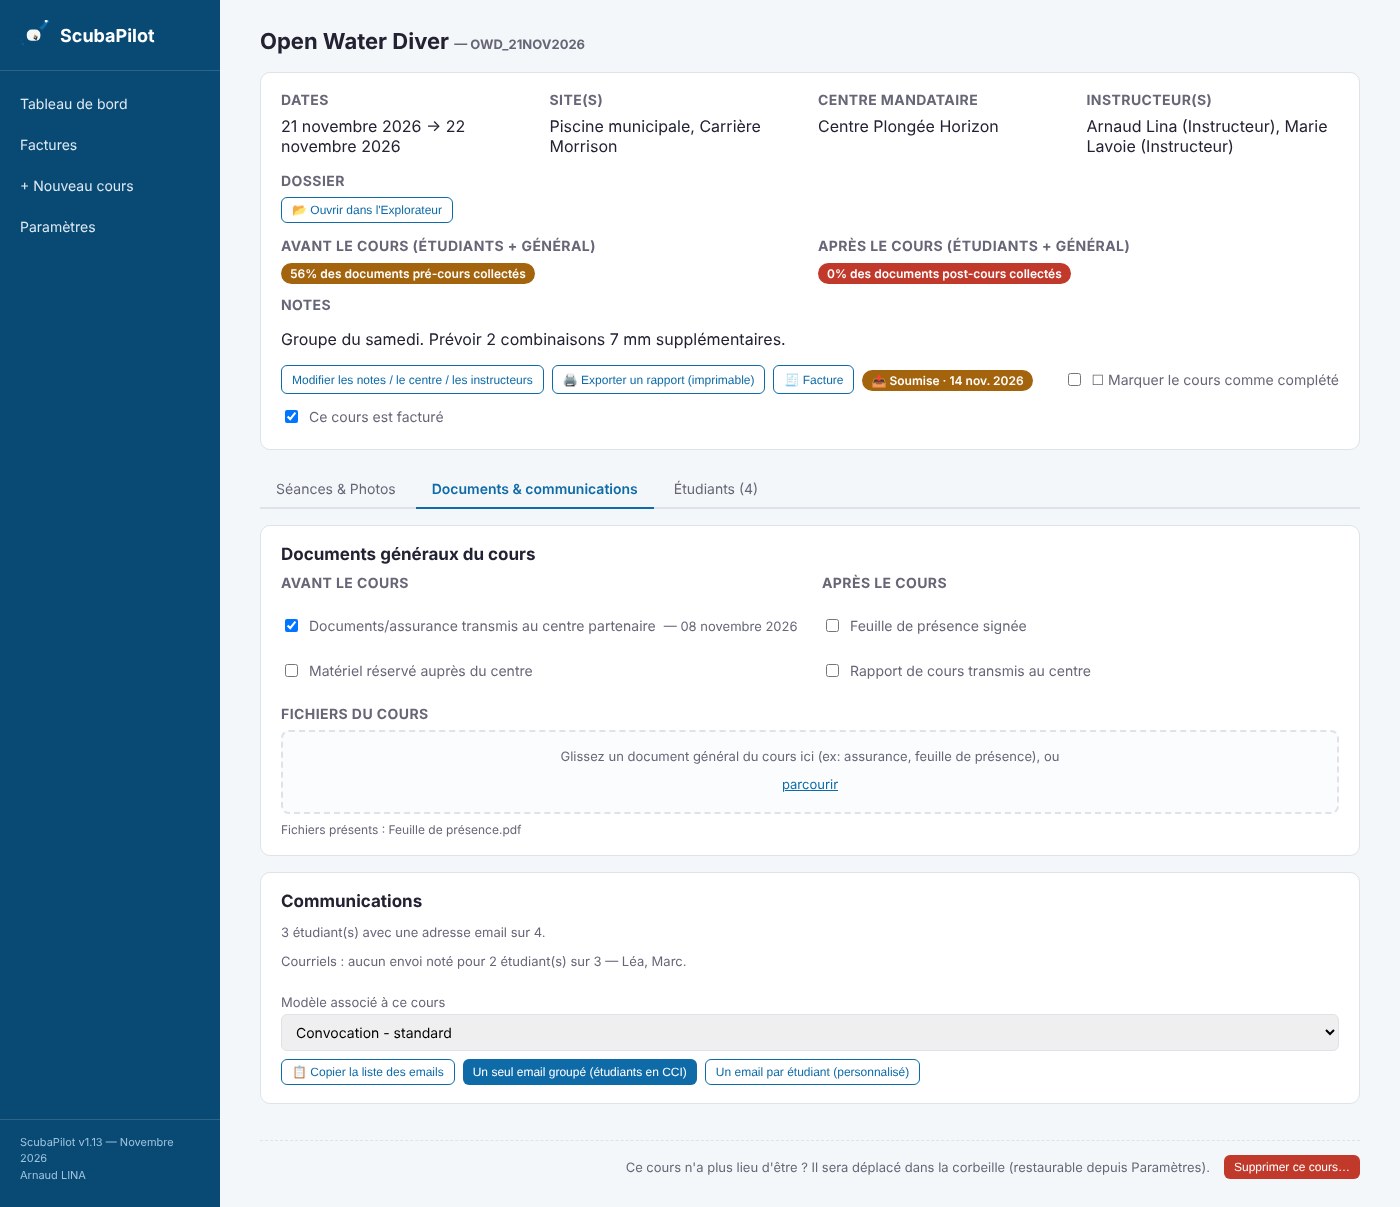 ScubaPilot
Tableau de bord
Factures
+ Nouveau cours
Paramètres
ScubaPilot v1.13 — Novembre
2026
Arnaud LINA
Open Water Diver — OWD_21NOV2026
DATES
21 novembre 2026 → 22
novembre 2026
SITE(S)
Piscine municipale, Carrière
Morrison
CENTRE MANDATAIRE
Centre Plongée Horizon
INSTRUCTEUR(S)
Arnaud Lina (Instructeur), Marie
Lavoie (Instructeur)
DOSSIER
📂 Ouvrir dans l'Explorateur
AVANT LE COURS (ÉTUDIANTS + GÉNÉRAL)
56% des documents pré-cours collectés
APRÈS LE COURS (ÉTUDIANTS + GÉNÉRAL)
0% des documents post-cours collectés
NOTES
Groupe du samedi. Prévoir 2 combinaisons 7 mm supplémentaires.
Modifier les notes / le centre / les instructeurs
🖨️ Exporter un rapport (imprimable)
🧾 Facture
📤 Soumise · 14 nov. 2026
☐ Marquer le cours comme complété
Ce cours est facturé
Séances & Photos
Documents & communications
Étudiants (4)
Documents généraux du cours
AVANT LE COURS
Documents/assurance transmis au centre partenaire — 08 novembre 2026
Matériel réservé auprès du centre
APRÈS LE COURS
Feuille de présence signée
Rapport de cours transmis au centre
FICHIERS DU COURS
Glissez un document général du cours ici (ex: assurance, feuille de présence), ou
parcourir
Fichiers présents : Feuille de présence.pdf
Communications
3 étudiant(s) avec une adresse email sur 4.
Courriels : aucun envoi noté pour 2 étudiant(s) sur 3 — Léa, Marc.
Modèle associé à ce cours
Convocation - standard
📋 Copier la liste des emails
Un seul email groupé (étudiants en CCI)
Un email par étudiant (personnalisé)
Ce cours n'a plus lieu d'être ? Il sera déplacé dans la corbeille (restaurable depuis Paramètres).
Supprimer ce cours…